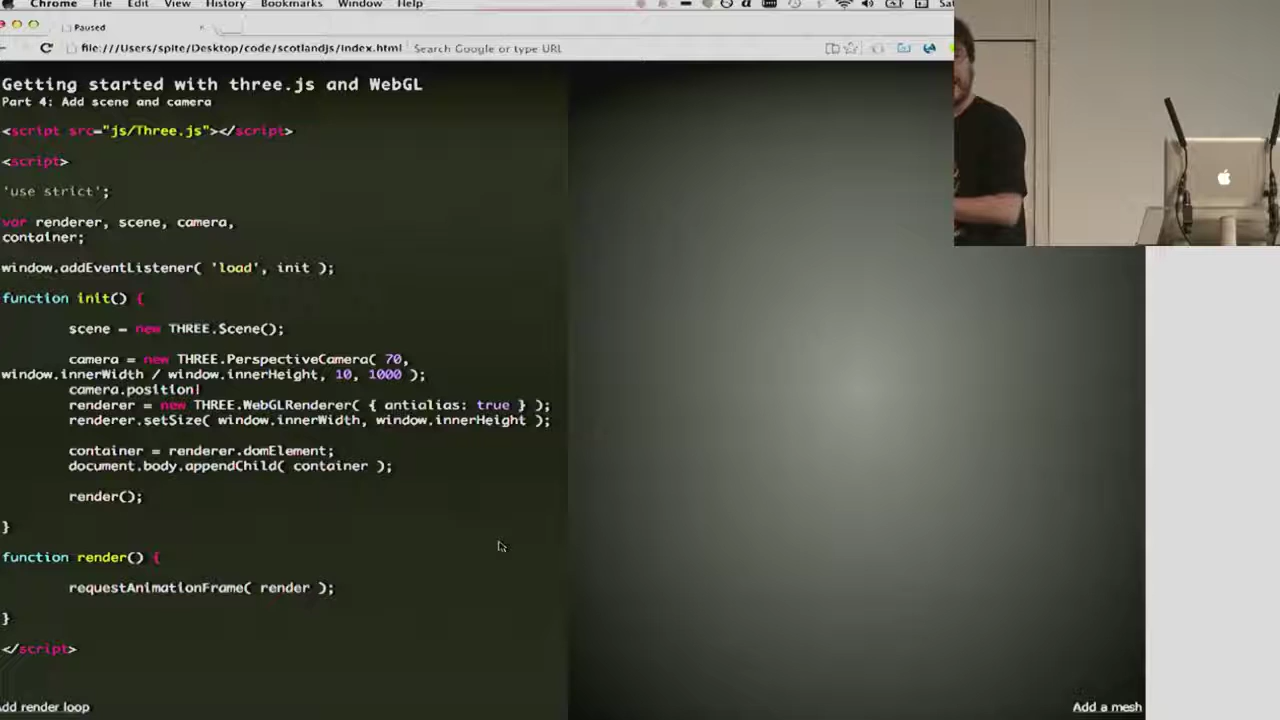 Chrome File Edit View History Bookmarks Window Help
Paused
file:///Users/spite/Desktop/code/scotlandjs/index.html Search Google or type URL
Getting started with three.js and WebGL
Part 4: Add scene and camera
<script src="js/Three.js"></script>
<script>
'use strict';
var renderer, scene, camera,
container;
window.addEventListener( 'load', init );
function init() {
scene = new THREE.Scene();
camera = new THREE.PerspectiveCamera( 70,
window.innerWidth / window.innerHeight, 10, 1000 );
camera.position
renderer = new THREE.WebGLRenderer( { antialias: true } );
renderer.setSize( window.innerWidth, window.innerHeight );
container = renderer.domElement;
document.body.appendChild( container );
render();
}
function render() {
requestAnimationFrame( render );
}
</script>
dd render loop
Add a mesh